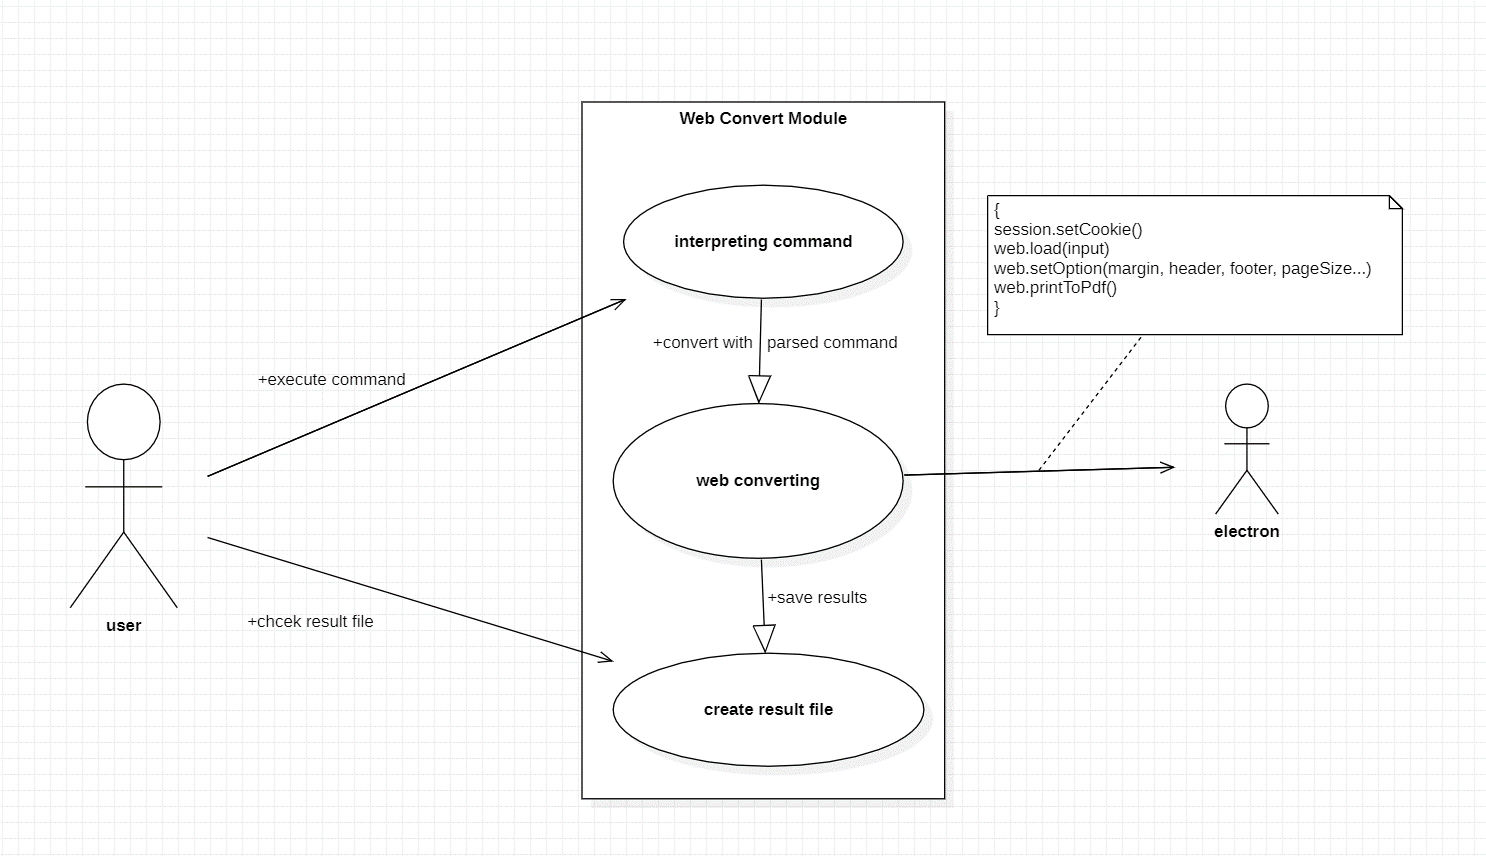 Web Convert Module
interpreting command
{
session.setCookie()
web.load(input)
web.setOption(margin, header, footer, pageSize...)
web.printToPdf()
}
+convert with parsed command
+execute command
web converting
electron
+save results
+chcek result file
user
create result file